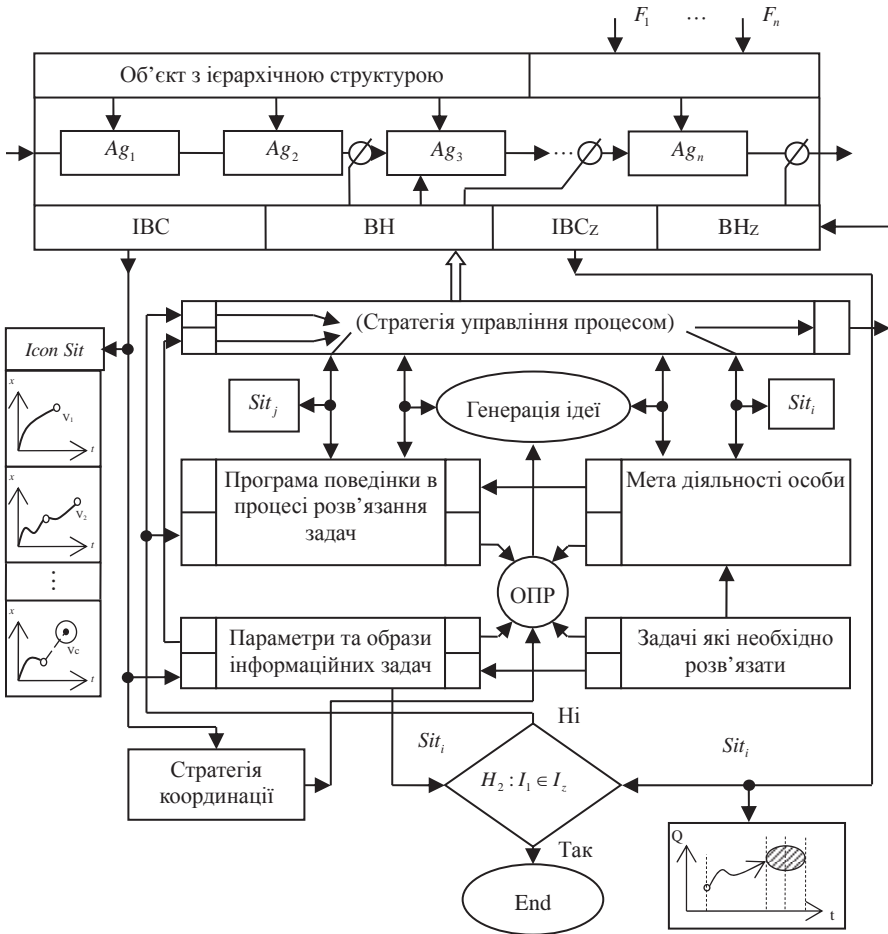 F₁ … Fₙ
Об’єкт з ієрархічною структурою
Ag₁ Ag₂ Ag₃ … Agₙ
ІВС ВН ІВСZ ВНZ
(Стратегія управління процесом)
Icon Sit
x
V₁
t
x
V₂
t
⋮
x
Vc
t
Sitⱼ
Генерація ідеї
Sitᵢ
Програма поведінки в
процесі розв’язання
задач
Мета діяльності особи
ОПР
Параметри та образи
інформаційних задач
Задачі які необхідно
розв’язати
Ні
Sitᵢ
Sitᵢ
Стратегія
координації
H₂ : I₁ ∈ I_z
Так
End
Q
t